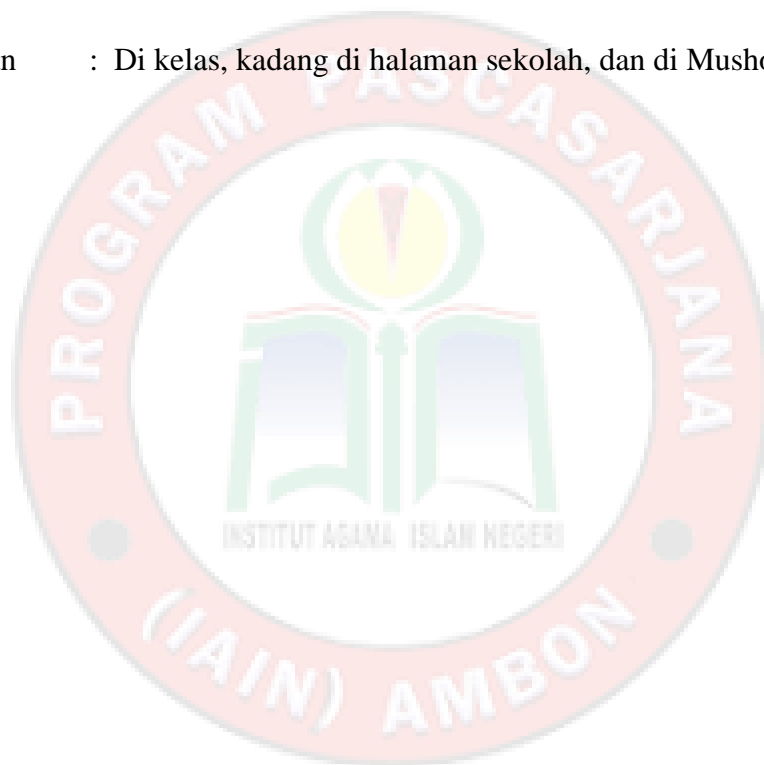 n : Di kelas, kadang di halaman sekolah, dan di Musho
PROGRAM PASCASARJANA
INSTITUT AGAMA ISLAM NEGERI
(IAIN) AMBON